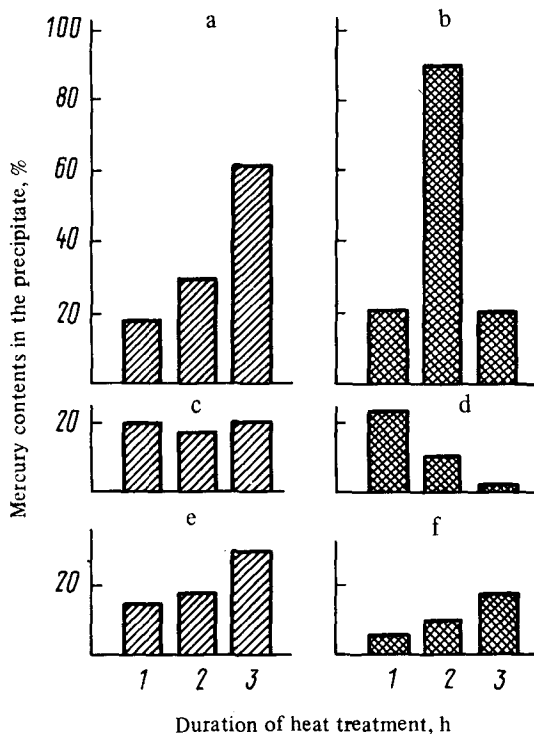 a
b
100
80
60
40
20
c
d
20
e
f
20
1 2 3
1 2 3
Mercury contents in the precipitate, %
Duration of heat treatment, h